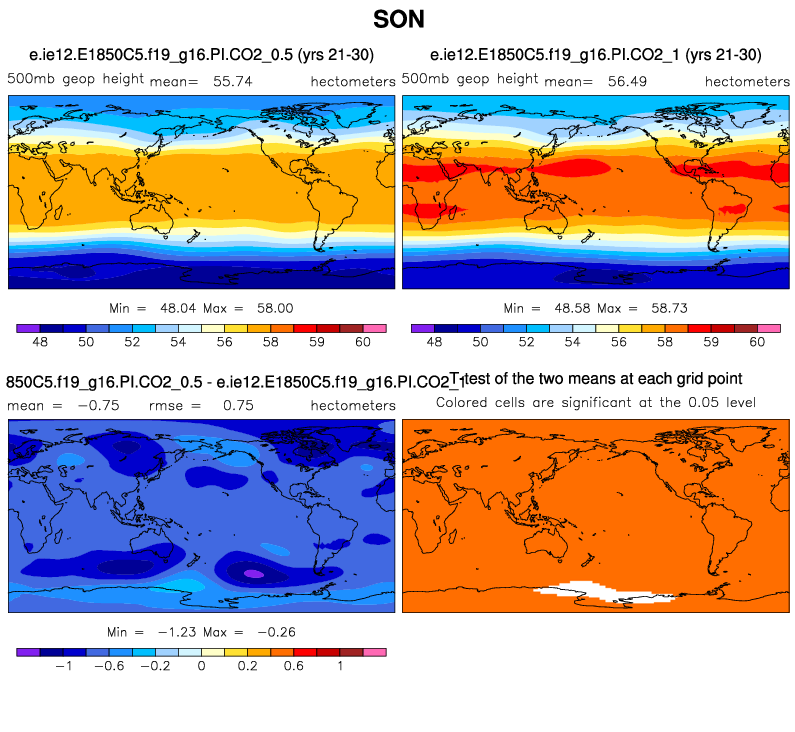 SON
e.ie12.E1850C5.f19_g16.PI.CO2_0.5 (yrs 21-30)
500mb geop height mean= 55.74 hectometers
Min = 48.04 Max = 58.00
48 50 52 54 56 58 59 60
e.ie12.E1850C5.f19_g16.PI.CO2_1 (yrs 21-30)
500mb geop height mean= 56.49 hectometers
Min = 48.58 Max = 58.73
48 50 52 54 56 58 59 60
850C5.f19_g16.PI.CO2_0.5 - e.ie12.E1850C5.f19_g16.PI.CO2_1
mean = −0.75 rmse = 0.75 hectometers
Min = −1.23 Max = −0.26
−1 −0.6 −0.2 0 0.2 0.6 1
T-test of the two means at each grid point
Colored cells are significant at the 0.05 level